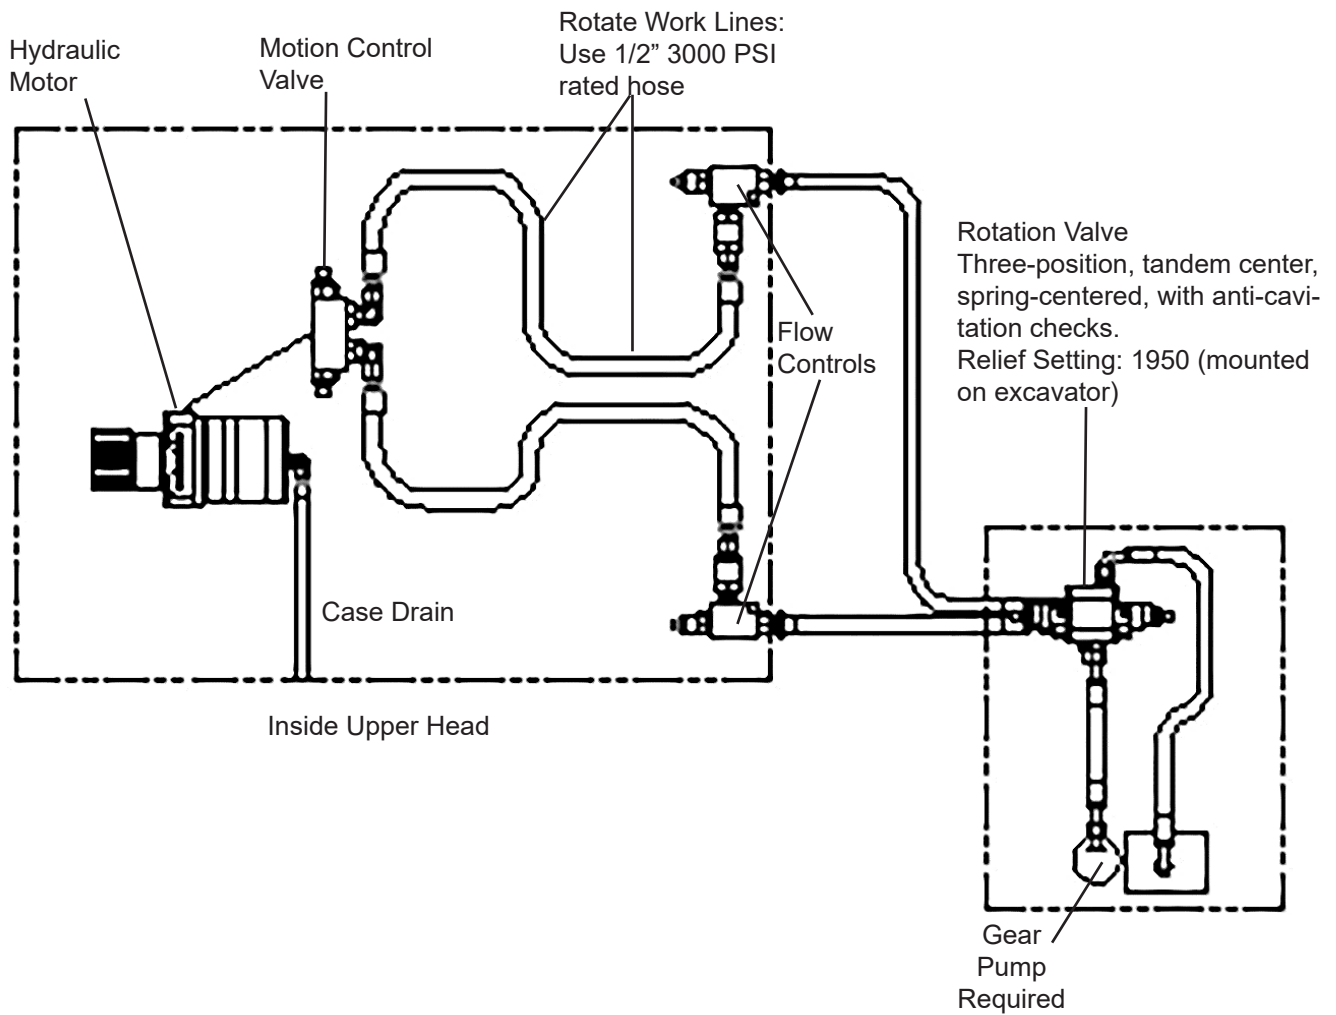 Hydraulic
Motor
Motion Control
Valve
Rotate Work Lines:
Use 1/2” 3000 PSI
rated hose
Rotation Valve
Three-position, tandem center,
spring-centered, with anti-cavi-
tation checks.
Relief Setting: 1950 (mounted
on excavator)
Flow
Controls
Case Drain
Inside Upper Head
Gear
Pump
Required